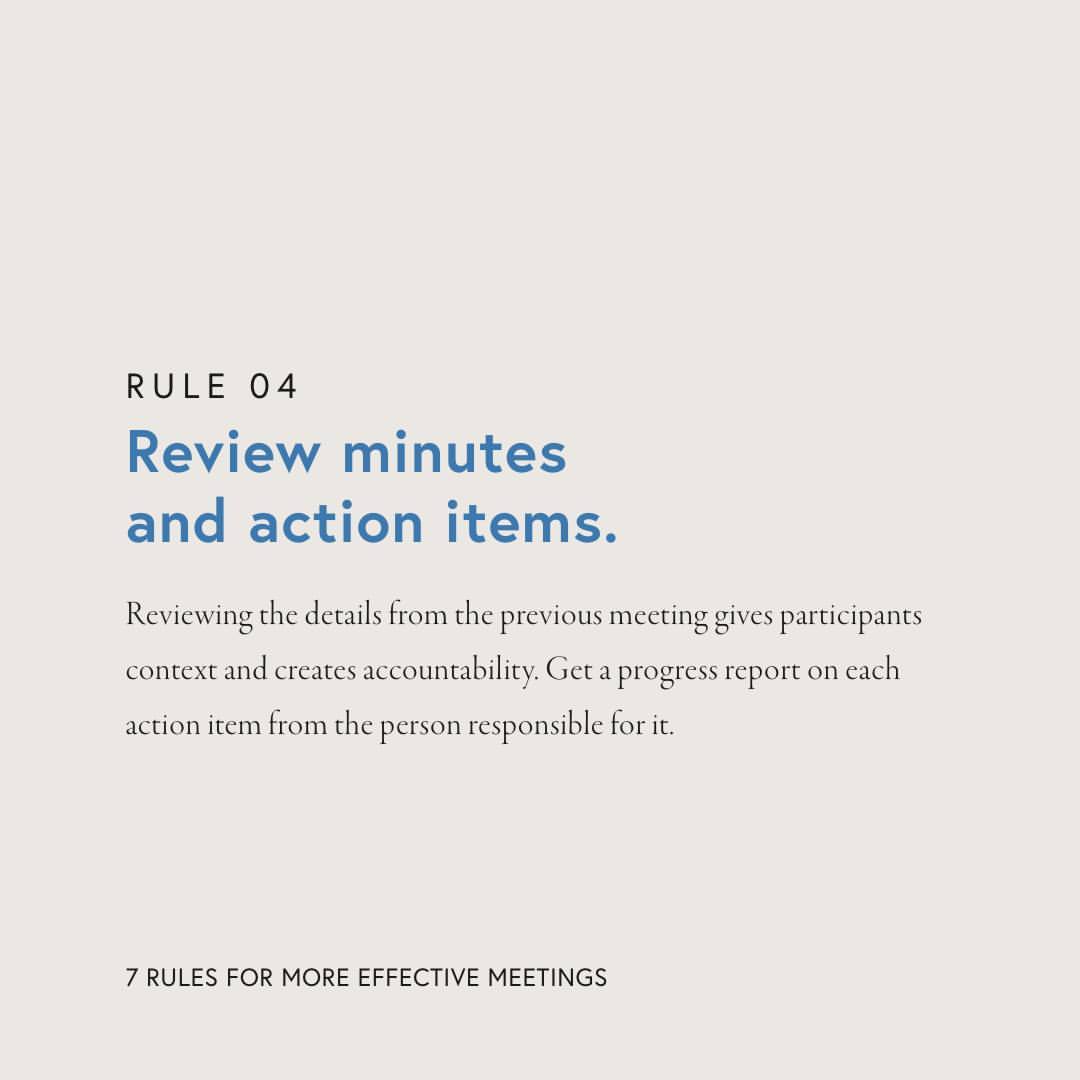 RULE 04
Review minutes
and action items.
Reviewing the details from the previous meeting gives participants
context and creates accountability. Get a progress report on each
action item from the person responsible for it.
7 RULES FOR MORE EFFECTIVE MEETINGS